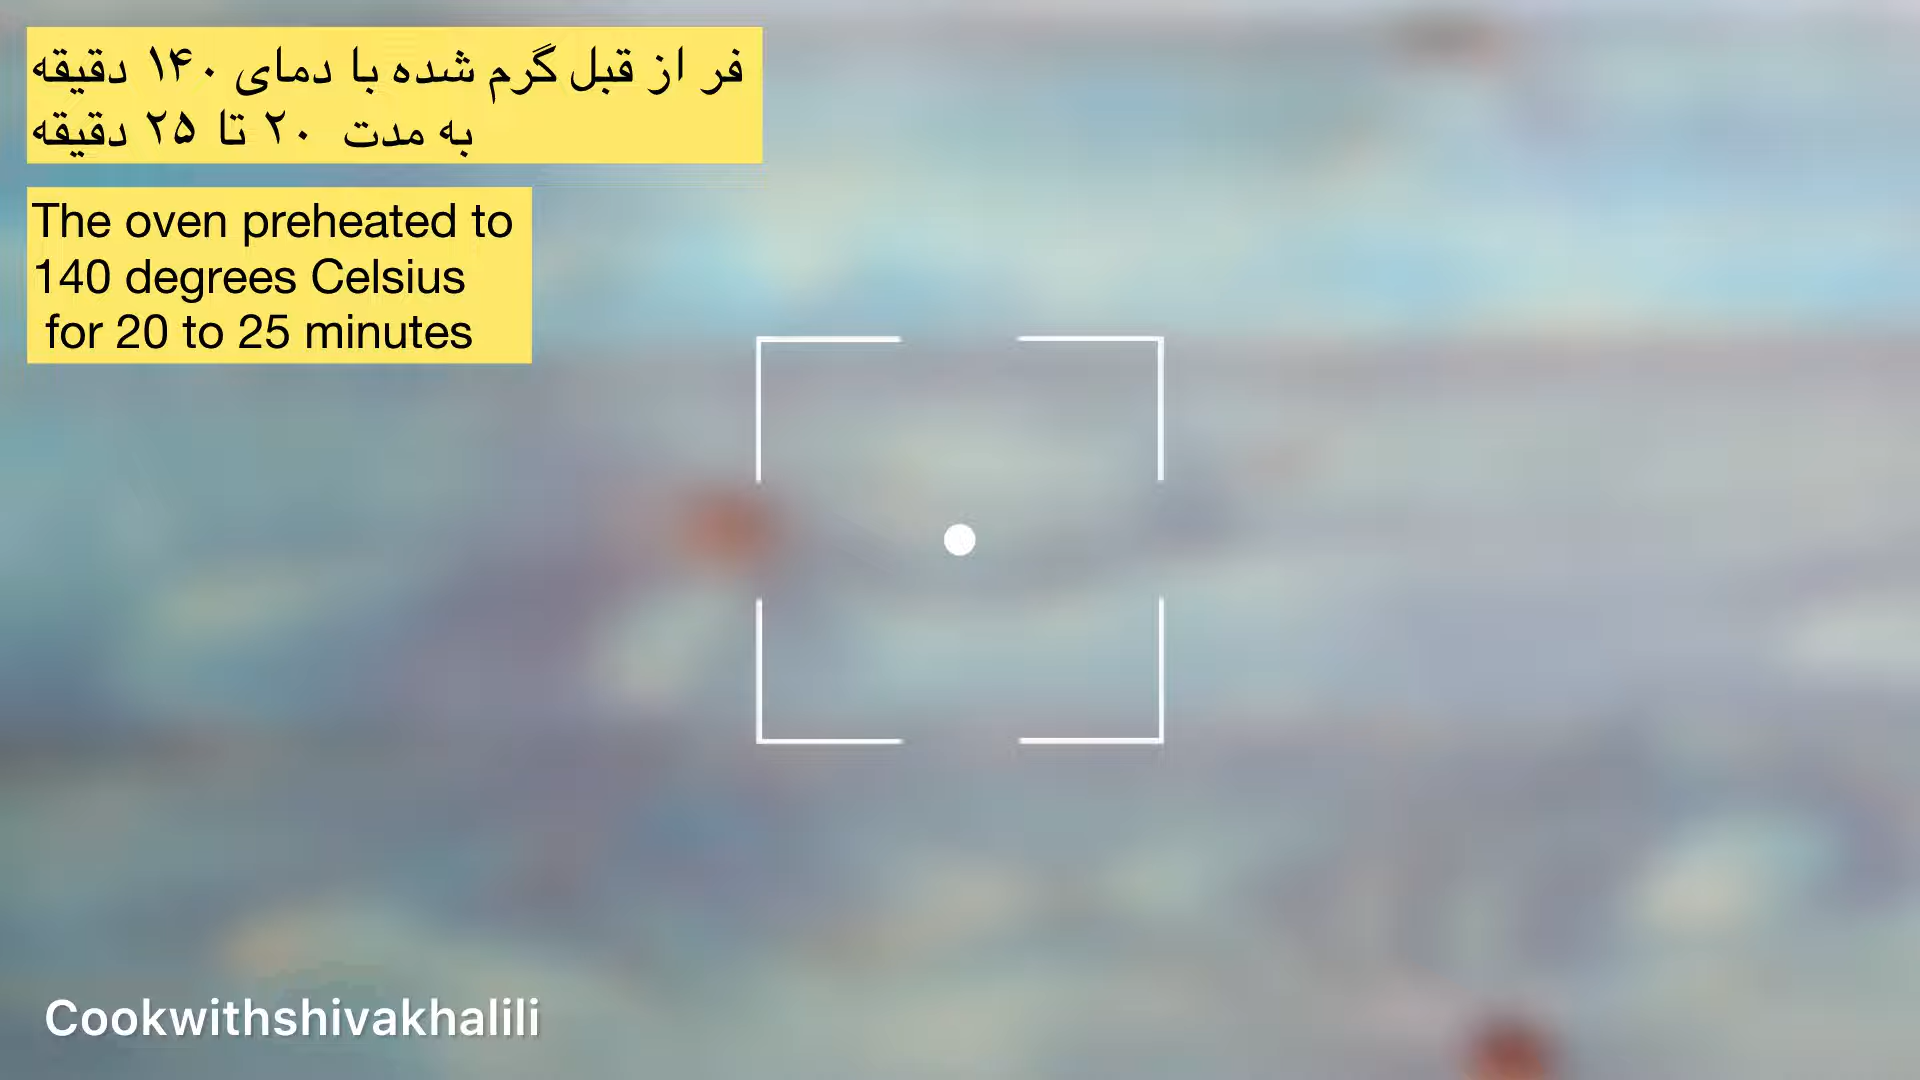 فر از قبل گرم شده با دمای ۱۴۰ دقیقه
به مدت ۲۰ تا ۲۵ دقیقه
The oven preheated to
140 degrees Celsius
for 20 to 25 minutes
Cookwithshivakhalili